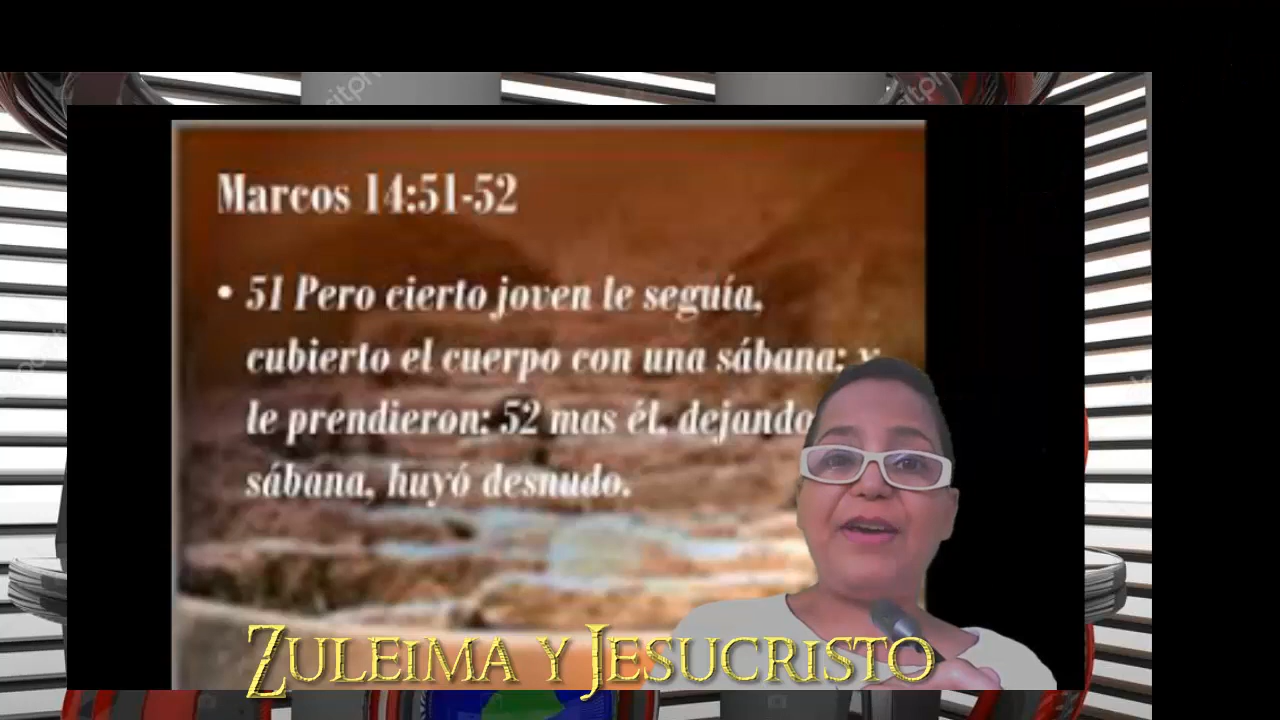 Marcos 14:51-52
• 51 Pero cierto joven le seguía,
cubierto el cuerpo con una sábana; y
le prendieron; 52 mas él, dejando
sábana, huyó desnudo.
ZULEIMA Y JESUCRISTO